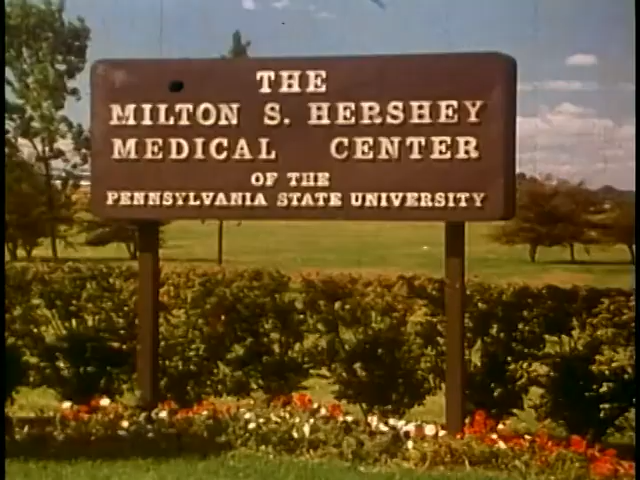 THE
MILTON S. HERSHEY
MEDICAL CENTER
OF THE
PENNSYLVANIA STATE UNIVERSITY